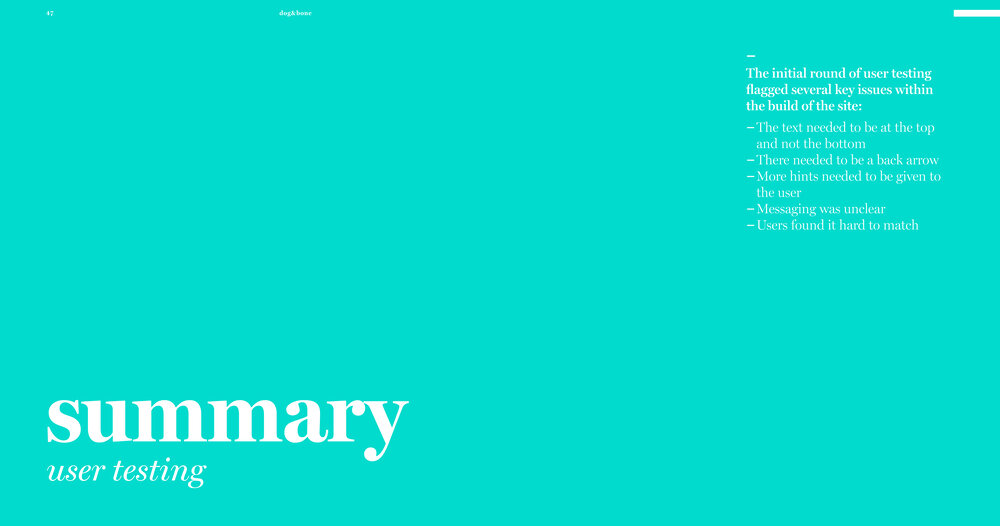 47
dog&bone
–
The initial round of user testing
flagged several key issues within
the build of the site:
– The text needed to be at the top
and not the bottom
– There needed to be a back arrow
– More hints needed to be given to
the user
– Messaging was unclear
– Users found it hard to match
summary
user testing